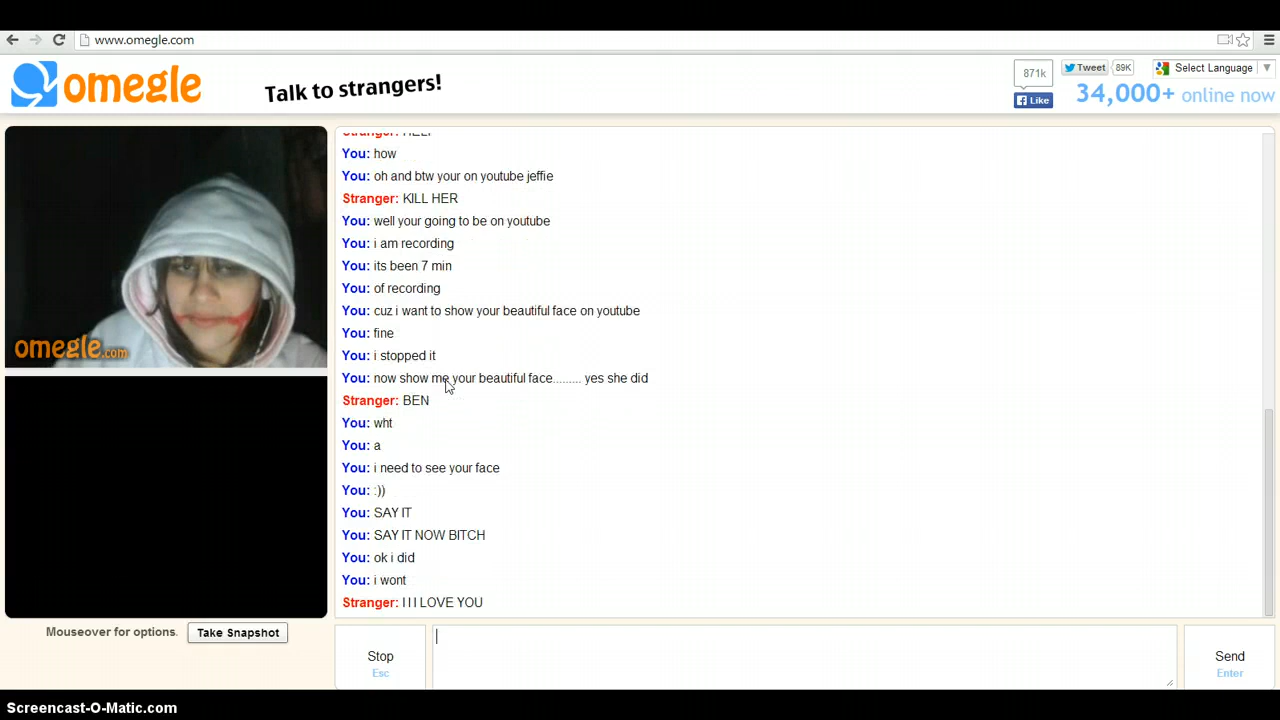 www.omegle.com
omegle
Talk to strangers!
871k
Like
Tweet
89K
Select Language
34,000+ online now
omegle.com
Stranger: HELP
You: how
You: oh and btw your on youtube jeffie
Stranger: KILL HER
You: well your going to be on youtube
You: i am recording
You: its been 7 min
You: of recording
You: cuz i want to show your beautiful face on youtube
You: fine
You: i stopped it
You: now show me your beautiful face......... yes she did
Stranger: BEN
You: wht
You: a
You: i need to see your face
You: :))
You: SAY IT
You: SAY IT NOW BITCH
You: ok i did
You: i wont
Stranger: I I I LOVE YOU
Mouseover for options.
Take Snapshot
Stop
Esc
Send
Enter
Screencast-O-Matic.com